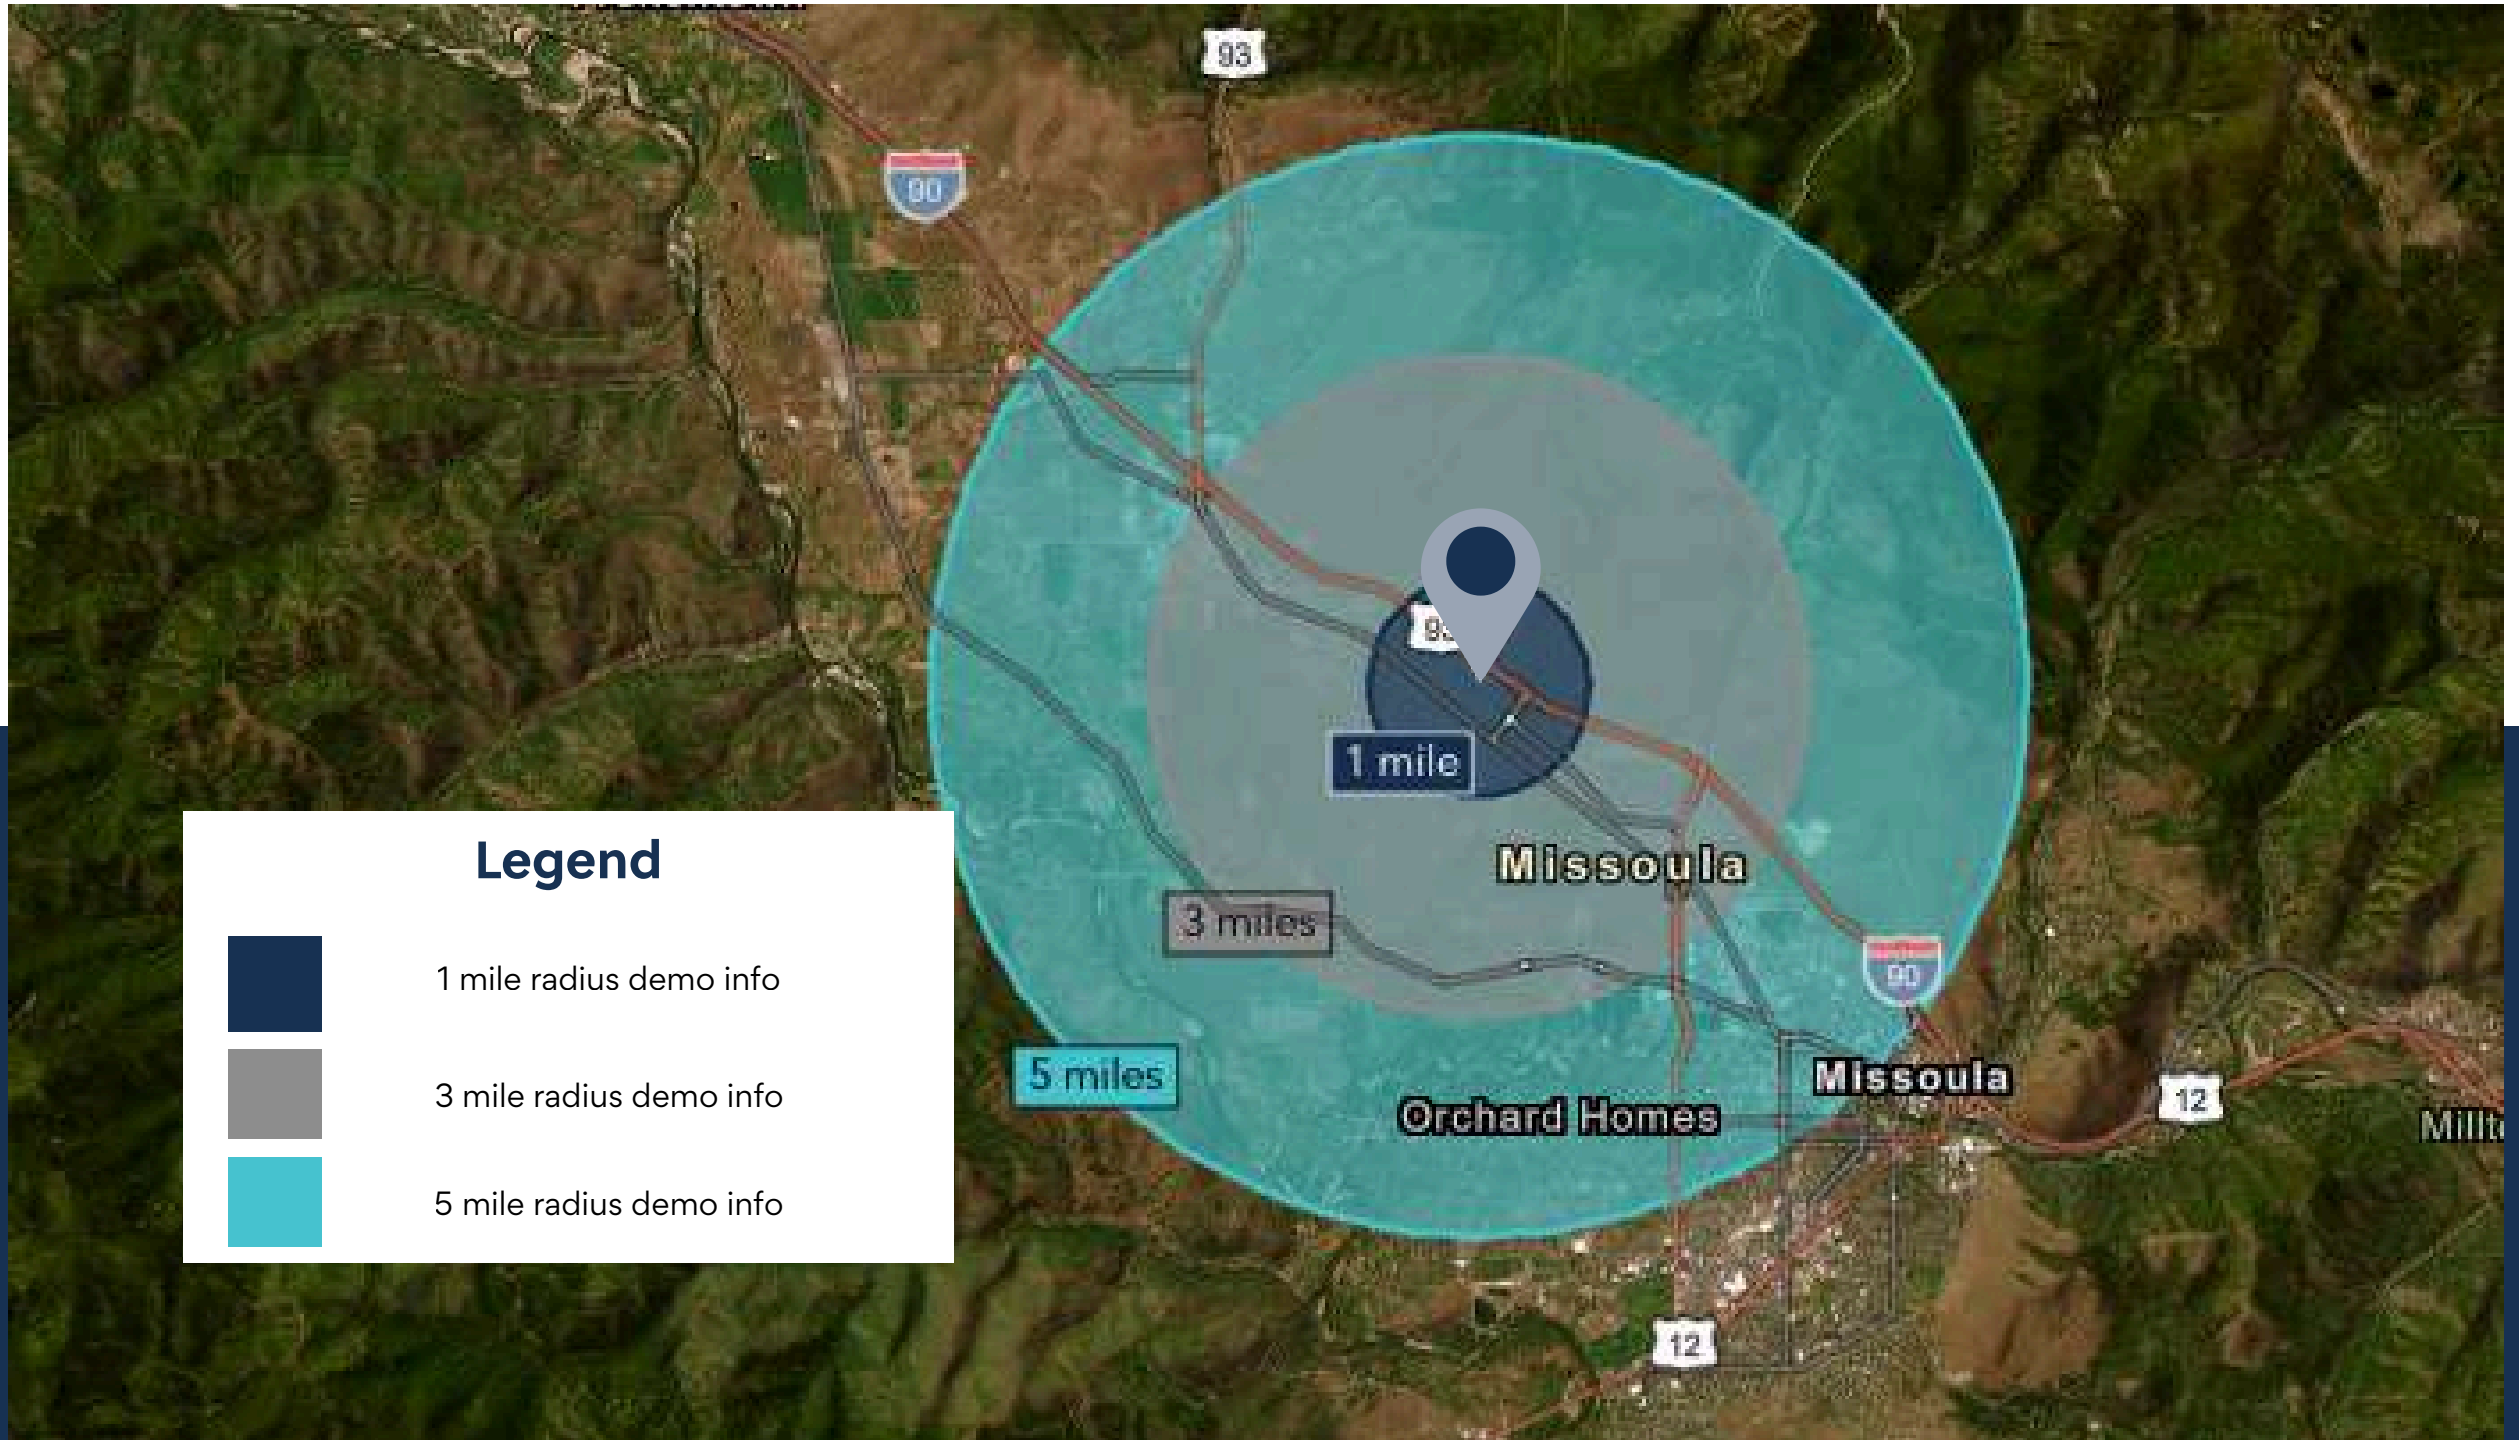 93
90
93
1 mile
Missoula
3 miles
Legend
1 mile radius demo info
3 mile radius demo info
5 mile radius demo info
90
5 miles
Missoula
Orchard Homes
12
12